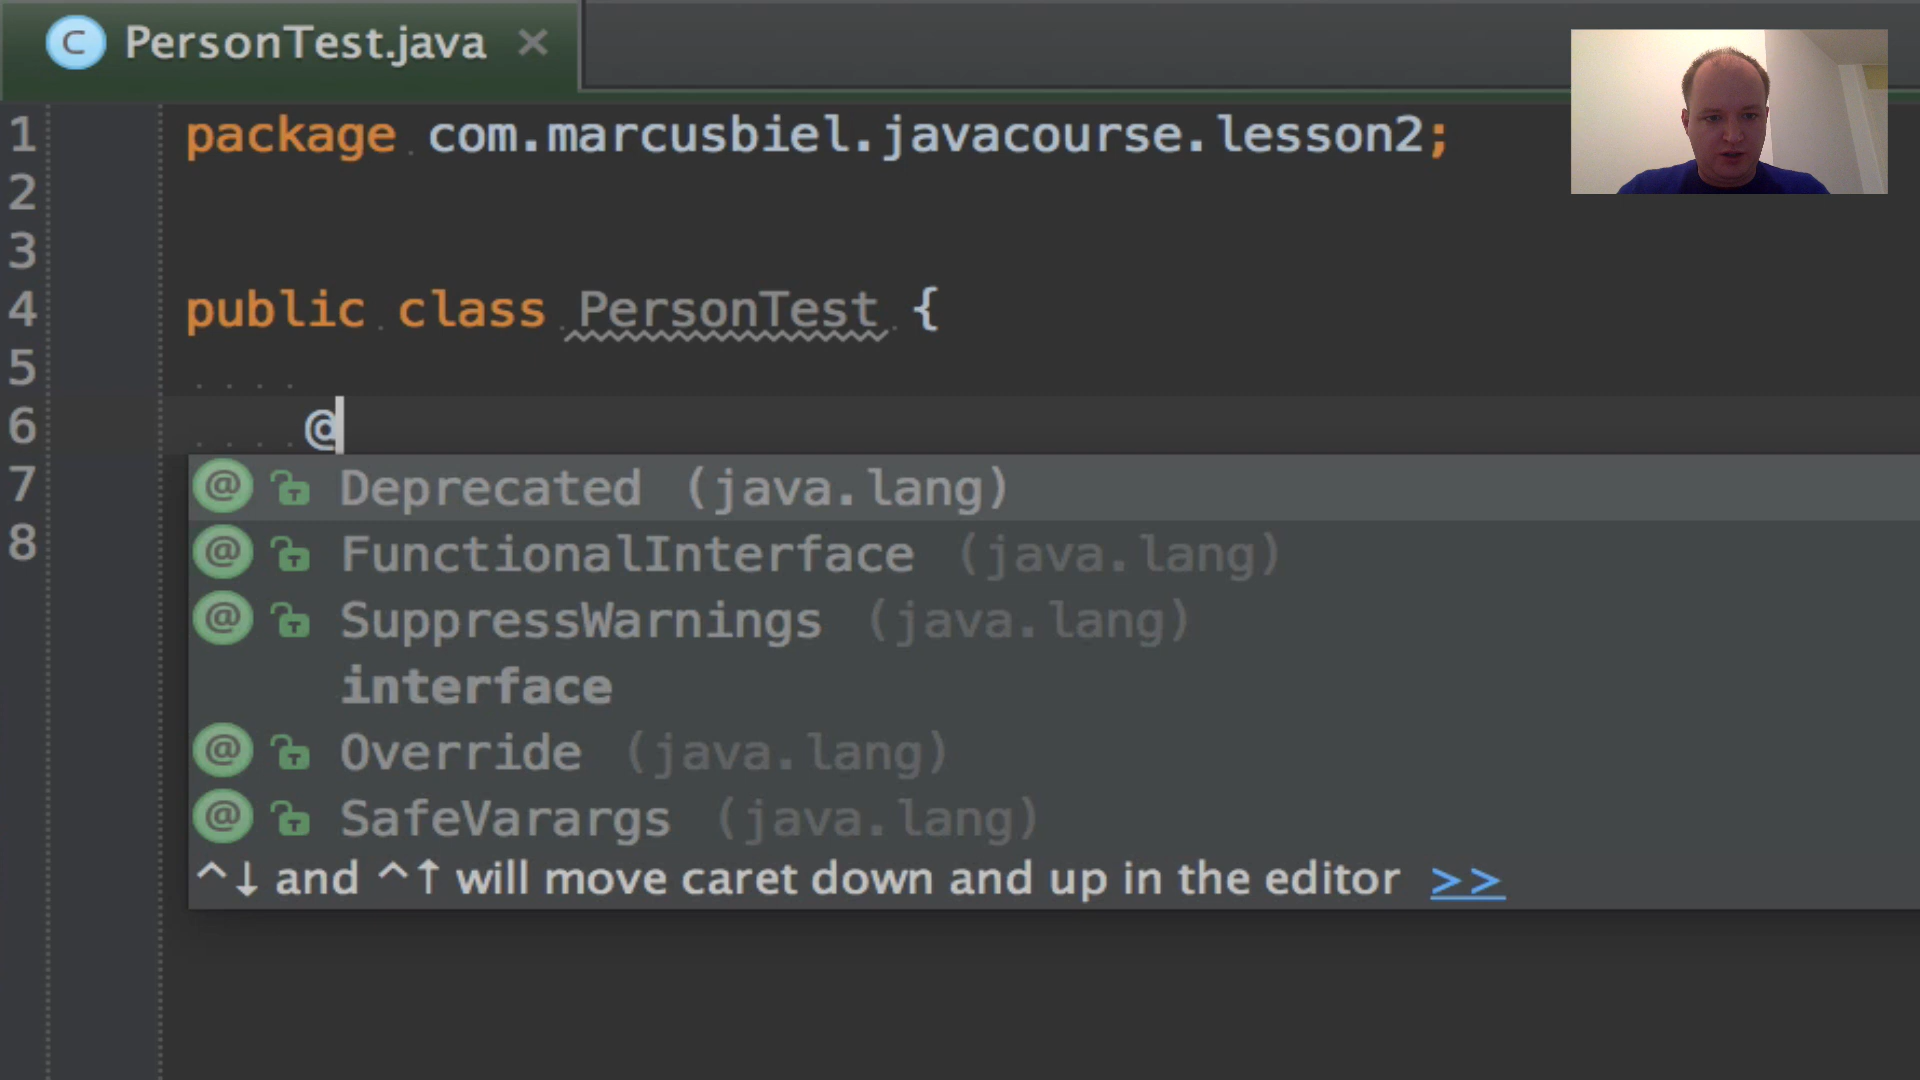 C PersonTest.java ×
1 package com.marcusbiel.javacourse.lesson2;
2
3
4 public class PersonTest {
5
6 @
7
8
@ Deprecated (java.lang)
@ FunctionalInterface (java.lang)
@ SuppressWarnings (java.lang)
interface
@ Override (java.lang)
@ SafeVarargs (java.lang)
^↓ and ^↑ will move caret down and up in the editor >>